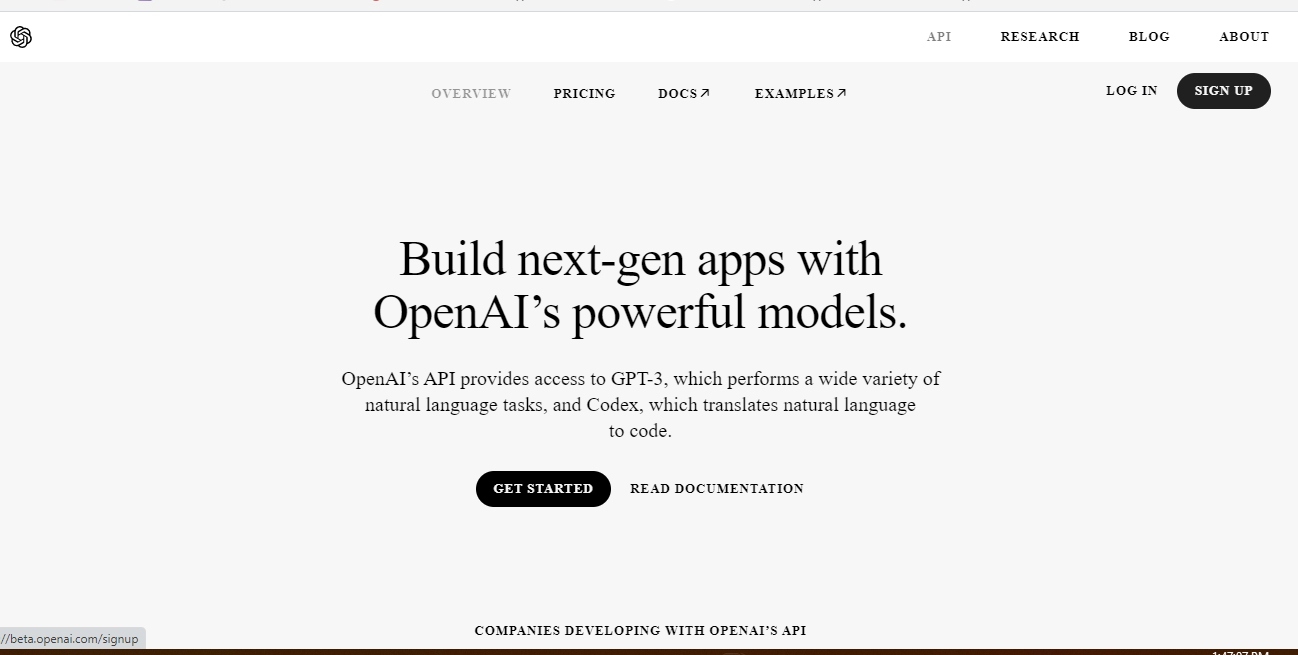 API RESEARCH BLOG ABOUT
OVERVIEW PRICING DOCS↗ EXAMPLES↗ LOG IN SIGN UP
Build next-gen apps with
OpenAI’s powerful models.
OpenAI’s API provides access to GPT-3, which performs a wide variety of
natural language tasks, and Codex, which translates natural language
to code.
GET STARTED READ DOCUMENTATION
COMPANIES DEVELOPING WITH OPENAI’S API
//beta.openai.com/signup